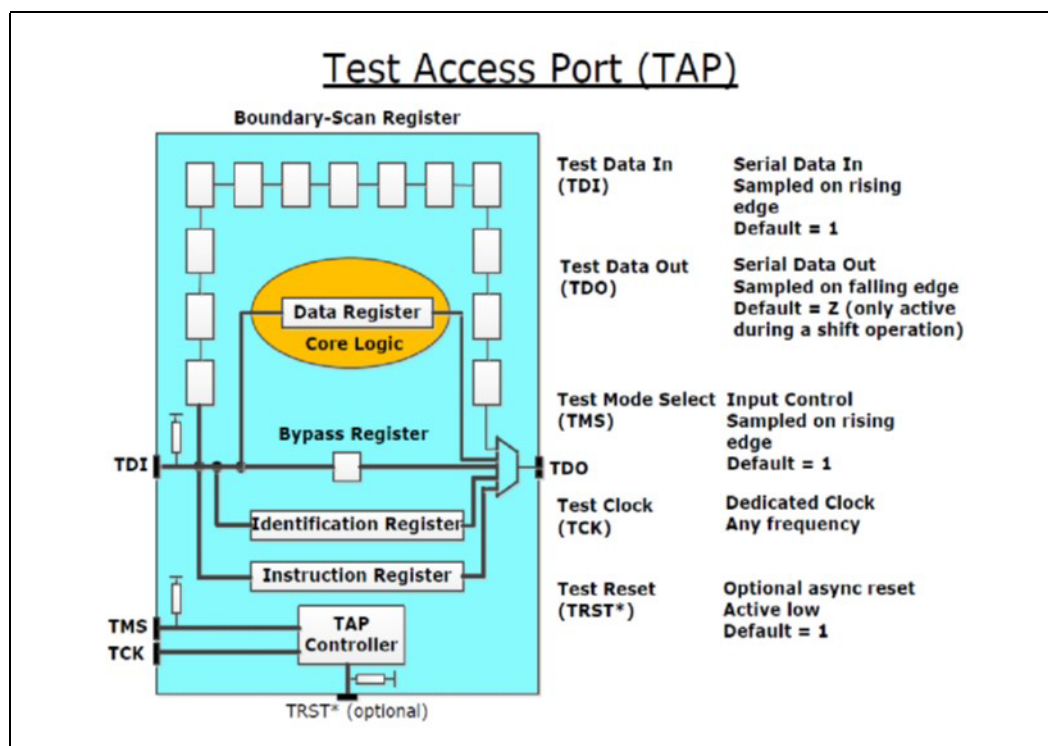 Test Access Port (TAP)
Boundary-Scan Register
Data Register
Core Logic
Bypass Register
TDI
TDO
Identification Register
Instruction Register
TMS
TCK
TAP
Controller
TRST* (optional)
Test Data In
(TDI)
Serial Data In
Sampled on rising
edge
Default = 1
Test Data Out
(TDO)
Serial Data Out
Sampled on falling edge
Default = Z (only active
during a shift operation)
Test Mode Select
(TMS)
Input Control
Sampled on rising
edge
Default = 1
Test Clock
(TCK)
Dedicated Clock
Any frequency
Test Reset
(TRST*)
Optional async reset
Active low
Default = 1